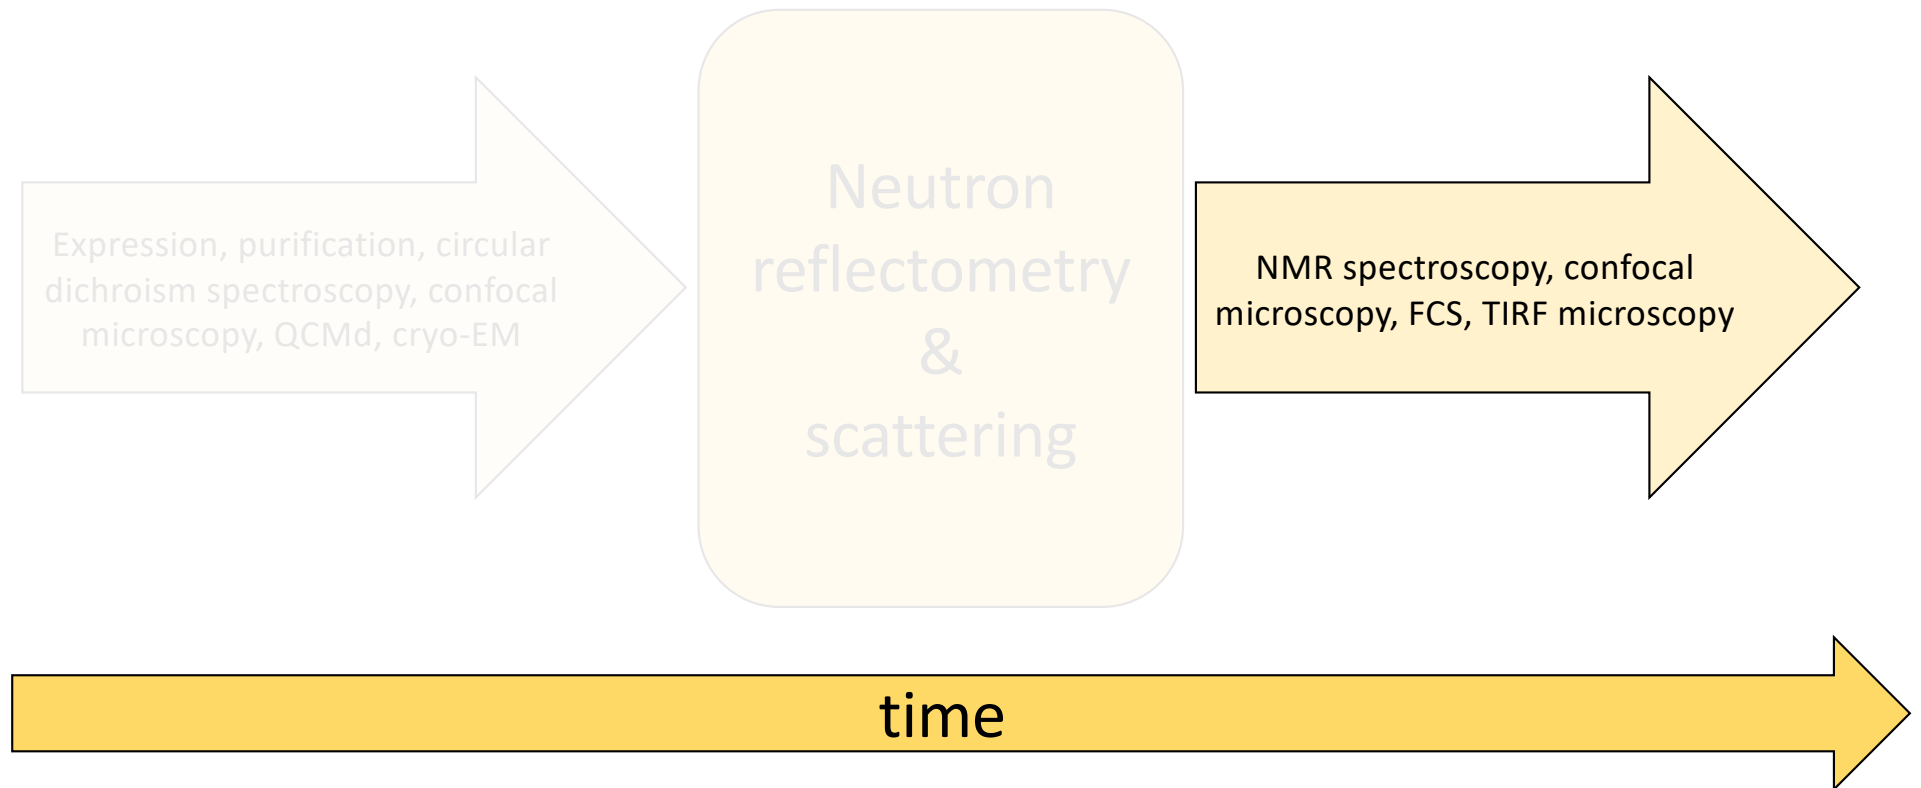 Expression, purification, circular
dichroism spectroscopy, confocal
microscopy, QCMd, cryo-EM
Neutron
reflectometry
&
scattering
NMR spectroscopy, confocal
microscopy, FCS, TIRF microscopy
time